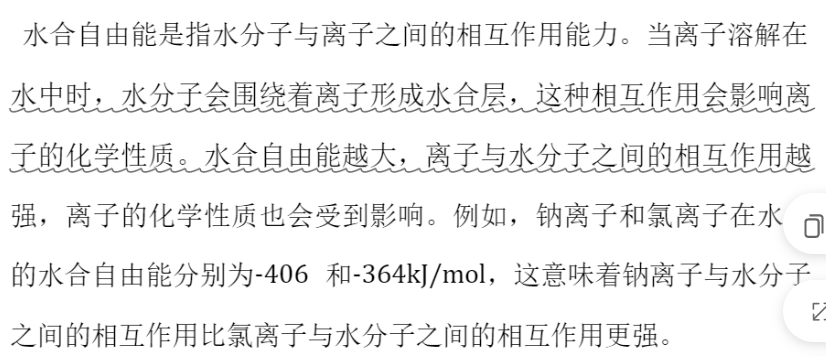 水合自由能是指水分子与离子之间的相互作用能力。当离子溶解在
水中时，水分子会围绕着离子形成水合层，这种相互作用会影响离
子的化学性质。水合自由能越大，离子与水分子之间的相互作用越
强，离子的化学性质也会受到影响。例如，钠离子和氯离子在水
的水合自由能分别为-406 和-364kJ/mol，这意味着钠离子与水分子
之间的相互作用比氯离子与水分子之间的相互作用更强。